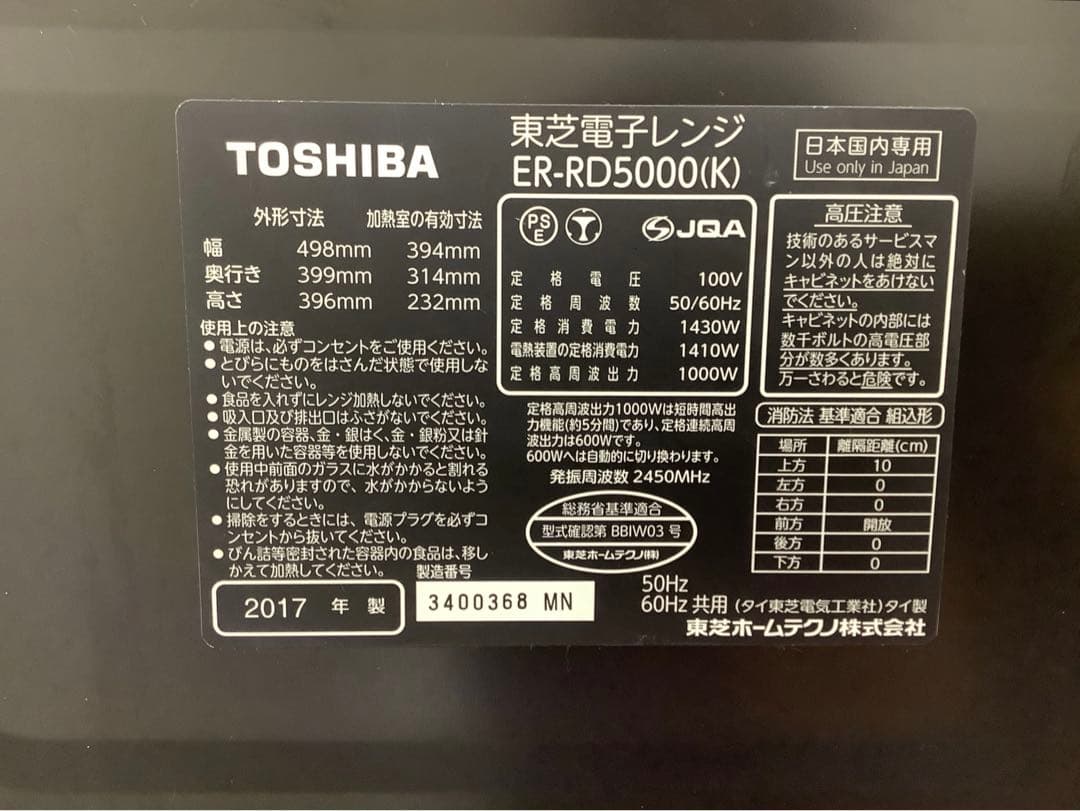 TOSHIBA
東芝電子レンジ
ER-RD5000(K)
日本国内専用
Use only in Japan
外形寸法 加熱室の有効寸法
幅 498mm 394mm
奥行き 399mm 314mm
高さ 396mm 232mm
使用上の注意
●電源は、必ずコンセントをご使用ください。
●とびらにものをはさんだ状態で使用しな
いでください。
●食品を入れずにレンジ加熱しないでください。
●吸入口及び排出口はふさがないでください。
●金属製の容器、金・銀はく、金・銀粉又は針
金を用いた容器等を使用しないでください。
●使用中前面のガラスに水がかかると割れる
恐れがありますので、水がかからないよう
にしてください。
●掃除をするときには、電源プラグを必ずコ
ンセントから抜いてください。
●びん詰等密封された容器内の食品は、移し
かえて加熱してください。
2017 年 製
製造番号
3400368 MN
PS
E
JQA
定格電圧 100V
定格周波数 50/60Hz
定格消費電力 1430W
電熱装置の定格消費電力 1410W
定格高周波出力 1000W
定格高周波出力1000Wは短時間高出
力機能(約5分間)であり、定格連続高周
波出力は600Wです。
600Wへは自動的に切り換わります。
発振周波数 2450MHz
総務省基準適合
型式確認第 BBIW03 号
東芝ホームテクノ(株)
高圧注意
技術のあるサービスマ
ン以外の人は絶対に
キャビネットをあけない
でください。
キャビネットの内部には
数千ボルトの高電圧部
分が数多くあります。
万一さわると危険です。
消防法 基準適合 組込形
場所 離隔距離(cm)
上方 10
左方 0
右方 0
前方 開放
後方 0
下方 0
50Hz
60Hz 共用 (タイ東芝電気工業社)タイ製
東芝ホームテクノ株式会社